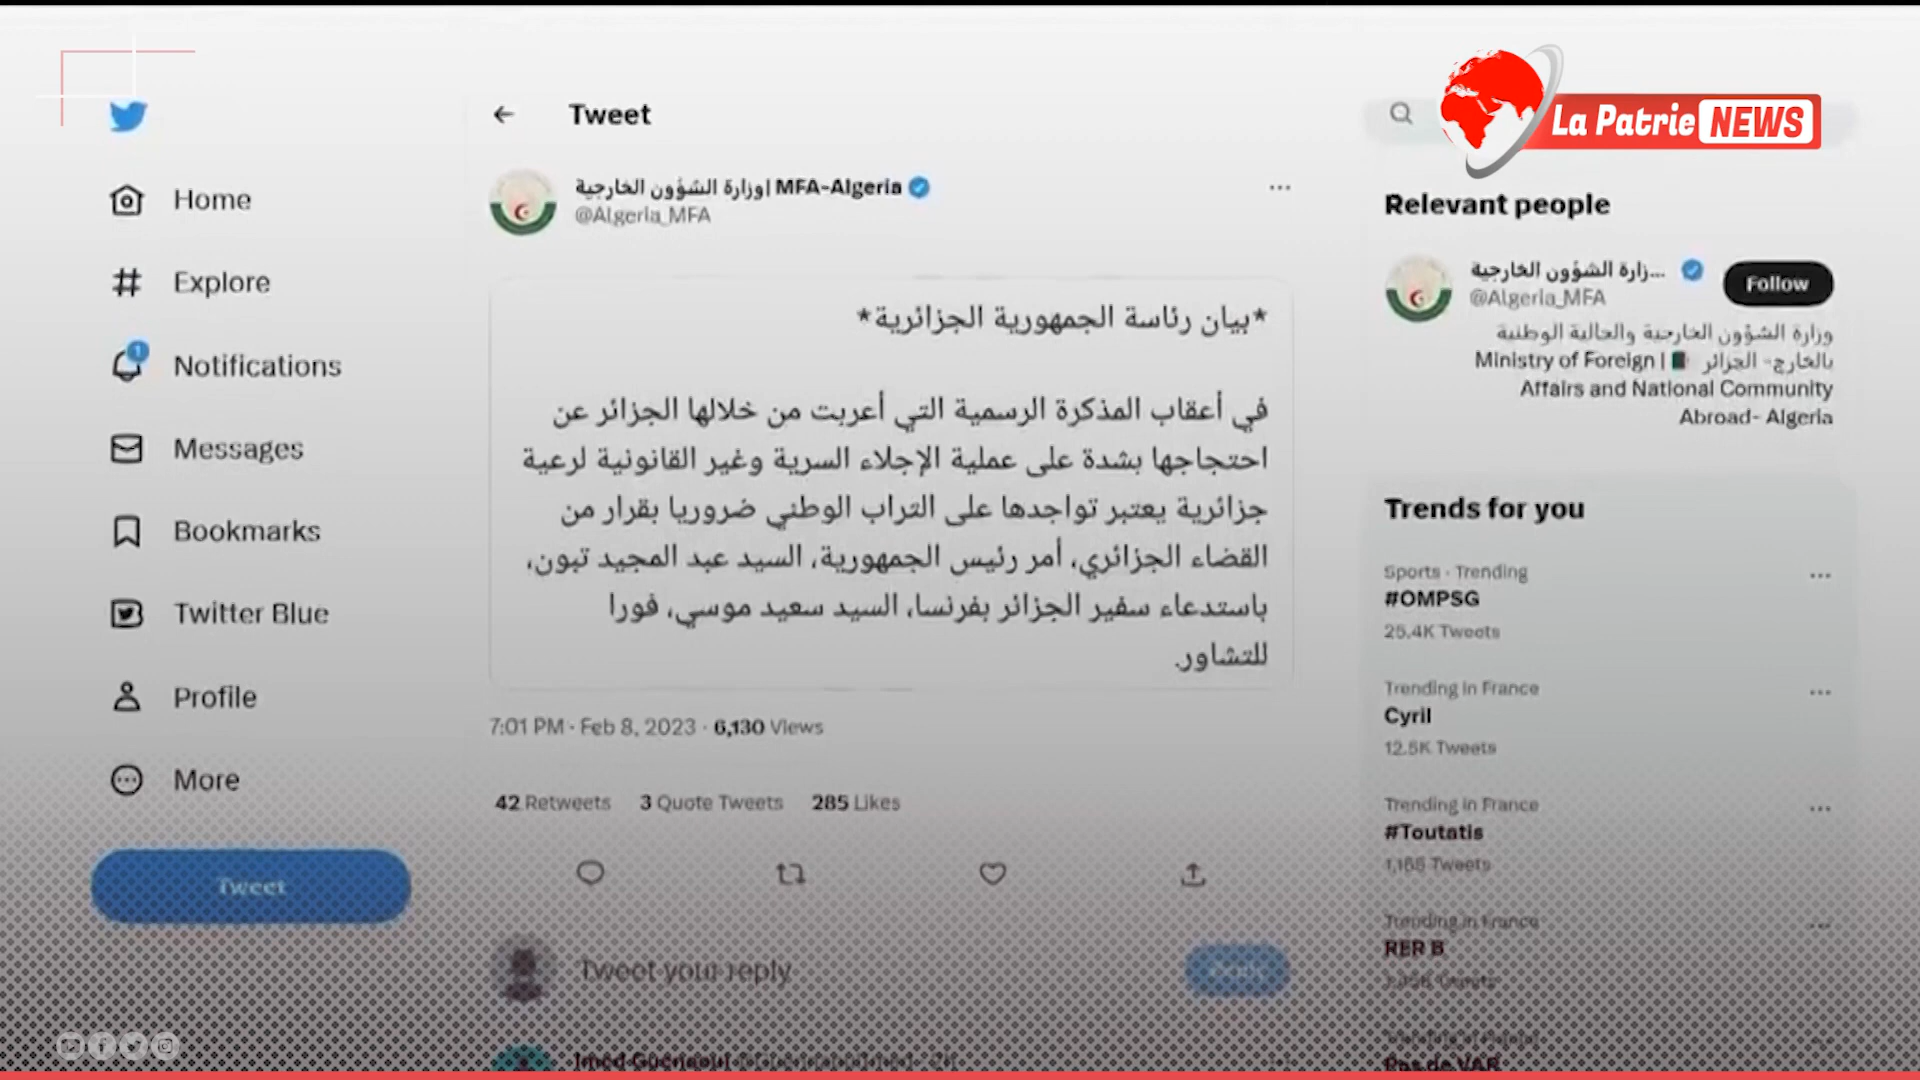 La Patrie NEWS
Home
Explore
1
Notifications
Messages
Bookmarks
Twitter Blue
Profile
More
Tweet
Tweet
وزارة الشؤون الخارجية| MFA-Algeria
@Algeria_MFA
*بيان رئاسة الجمهورية الجزائرية*
في أعقاب المذكرة الرسمية التي أعربت من خلالها الجزائر عن
احتجاجها بشدة على عملية الإجلاء السرية وغير القانونية لرعية
جزائرية يعتبر تواجدها على التراب الوطني ضروريا بقرار من
القضاء الجزائري، أمر رئيس الجمهورية، السيد عبد المجيد تبون،
باستدعاء سفير الجزائر بفرنسا، السيد سعيد موسي، فورا
للتشاور.
7:01 PM · Feb 8, 2023 · 6,130 Views
42 Retweets 3 Quote Tweets 285 Likes
Tweet your reply
Reply
Imed Guenaoui
Relevant people
زارة الشؤون الخارجية...
@Algeria_MFA
Follow
وزارة الشؤون الخارجية والجالية الوطنية
بالخارج- الجزائر | Ministry of Foreign
Affairs and National Community
Abroad- Algeria
Trends for you
Sports · Trending
#OMPSG
25.4K Tweets
Trending in France
Cyril
12.5K Tweets
Trending in France
#Toutatis
Tweets
Trending in France
RER B
Tweets
Pas de VAR